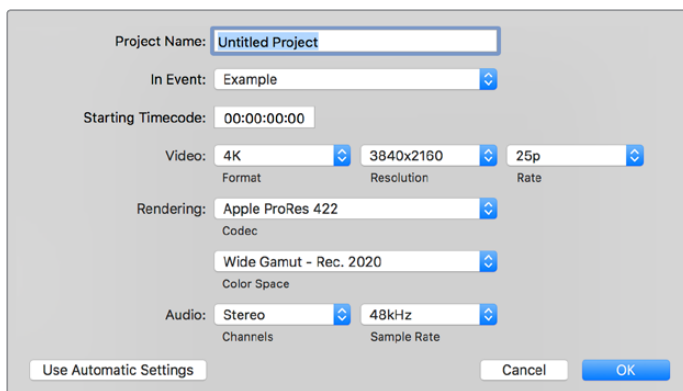 Project Name: Untitled Project
In Event: Example
Starting Timecode: 00:00:00:00
Video: 4K 3840x2160 25p
Format Resolution Rate
Rendering: Apple ProRes 422
Codec
Wide Gamut - Rec. 2020
Color Space
Audio: Stereo 48kHz
Channels Sample Rate
Use Automatic Settings Cancel OK